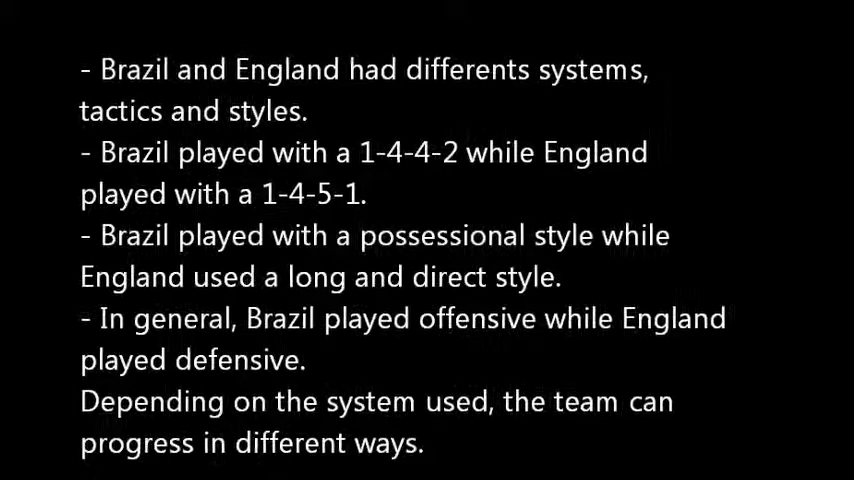 - Brazil and England had differents systems,
tactics and styles.
- Brazil played with a 1-4-4-2 while England
played with a 1-4-5-1.
- Brazil played with a possessional style while
England used a long and direct style.
- In general, Brazil played offensive while England
played defensive.
Depending on the system used, the team can
progress in different ways.